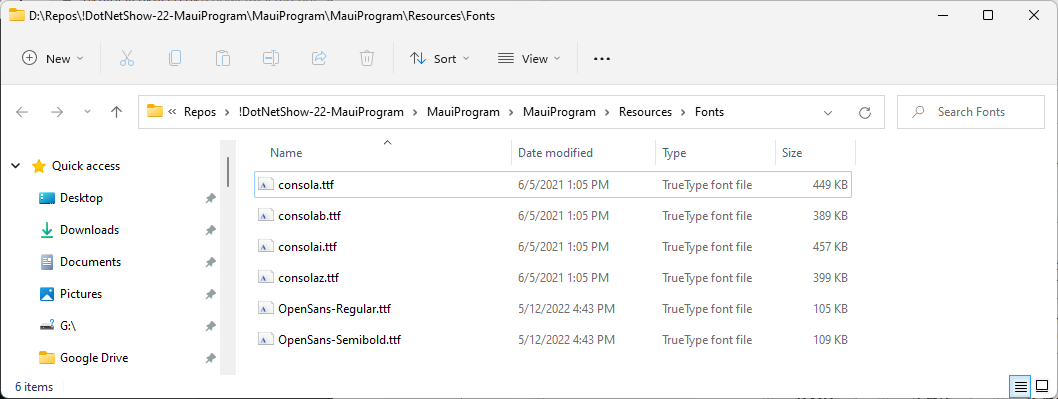 D:\Repos\!DotNetShow-22-MauiProgram\MauiProgram\MauiProgram\Resources\Fonts
New Sort View
Repos !DotNetShow-22-MauiProgram MauiProgram MauiProgram Resources Fonts Search Fonts
Name Date modified Type Size
Quick access
Desktop
Downloads
Documents
Pictures
G:\
Google Drive
consola.ttf 6/5/2021 1:05 PM TrueType font file 449 KB
consolab.ttf 6/5/2021 1:05 PM TrueType font file 389 KB
consolai.ttf 6/5/2021 1:05 PM TrueType font file 457 KB
consolaz.ttf 6/5/2021 1:05 PM TrueType font file 399 KB
OpenSans-Regular.ttf 5/12/2022 4:43 PM TrueType font file 105 KB
OpenSans-Semibold.ttf 5/12/2022 4:43 PM TrueType font file 109 KB
6 items